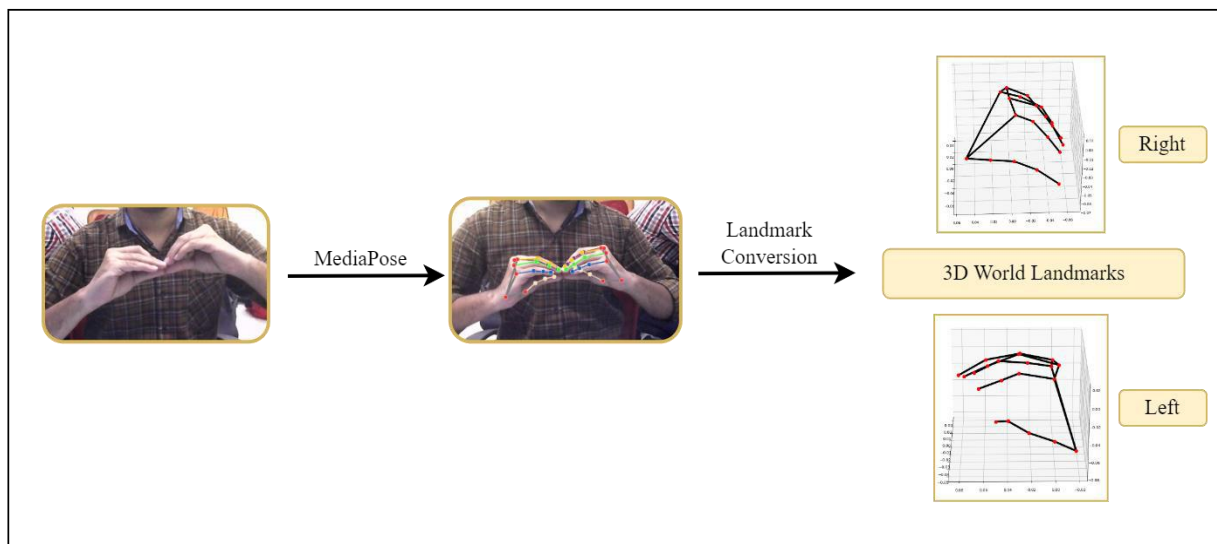 MediaPose
Landmark
Conversion
Right
3D World Landmarks
Left